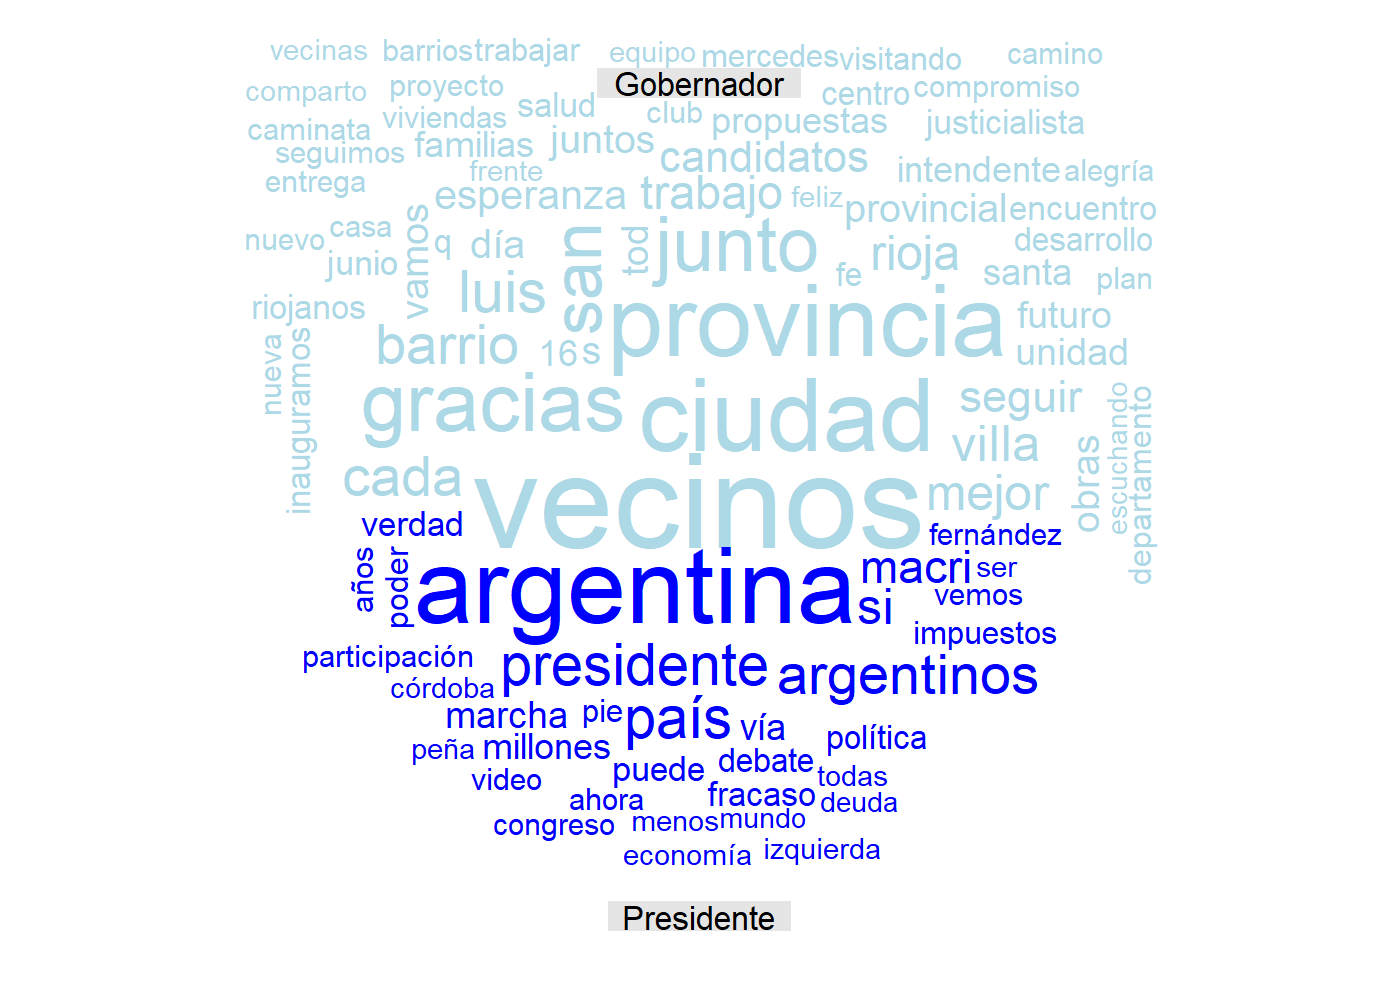 vecinas barrios trabajar equipo mercedes visitando camino
Gobernador
comparto proyecto salud club centro compromiso
caminata viviendas propuestas justicialista
seguimos familias juntos candidatos intendente alegría
entrega frente esperanza trabajo feliz provincial encuentro
nuevo casa vamos q día san tod junto rioja desarrollo
junio luis fe santa plan
riojanos provincia futuro
barrio 16 s unidad
nueva inauguramos gracias ciudad seguir escuchando departamento
villa obras
cada vecinos mejor
verdad fernández
años poder argentina macri ser
si vemos
impuestos
participación presidente argentinos
córdoba
marcha pie país vía
peña millones política
video puede debate todas
ahora fracaso deuda
congreso menos mundo
economía izquierda
Presidente